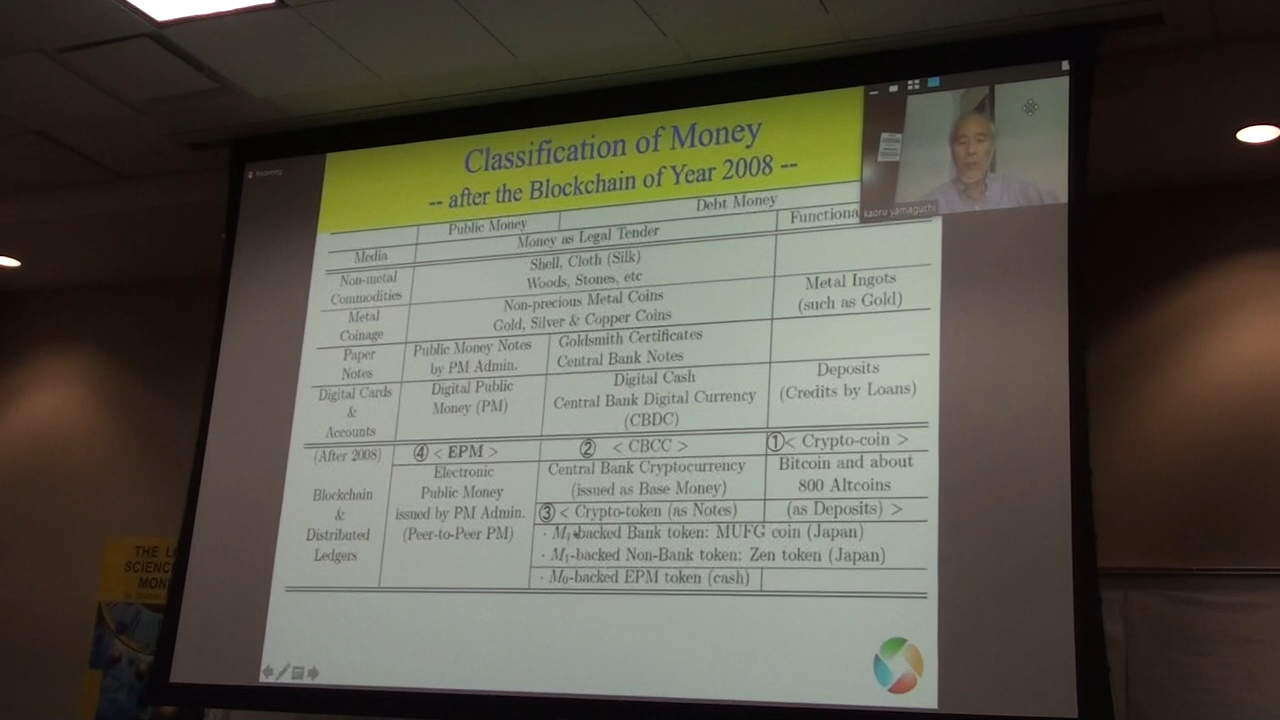 Classification of Money
-- after the Blockchain of Year 2008 --
kaoru yamaguchi
Debt Money
Public Money
Functiona
Media
Money as Legal Tender
Non-metal
Commodities
Shell, Cloth (Silk)
Woods, Stones, etc
Metal
Coinage
Non-precious Metal Coins
Gold, Silver & Copper Coins
Metal Ingots
(such as Gold)
Paper
Notes
Public Money Notes
by PM Admin.
Goldsmith Certificates
Central Bank Notes
Digital Cards
&
Accounts
Digital Public
Money (PM)
Digital Cash
Central Bank Digital Currency
(CBDC)
Deposits
(Credits by Loans)
(After 2008)
Blockchain
&
Distributed
Ledgers
④ < EPM >
Electronic
Public Money
issued by PM Admin.
(Peer-to-Peer PM)
② < CBCC >
Central Bank Cryptocurrency
(issued as Base Money)
① < Crypto-coin >
Bitcoin and about
800 Altcoins
③ < Crypto-token (as Notes) (as Deposits) >
· M₁-backed Bank token: MUFG coin (Japan)
· M₁-backed Non-Bank token: Zen token (Japan)
· M₀-backed EPM token (cash)
THE
SCIENC
MON